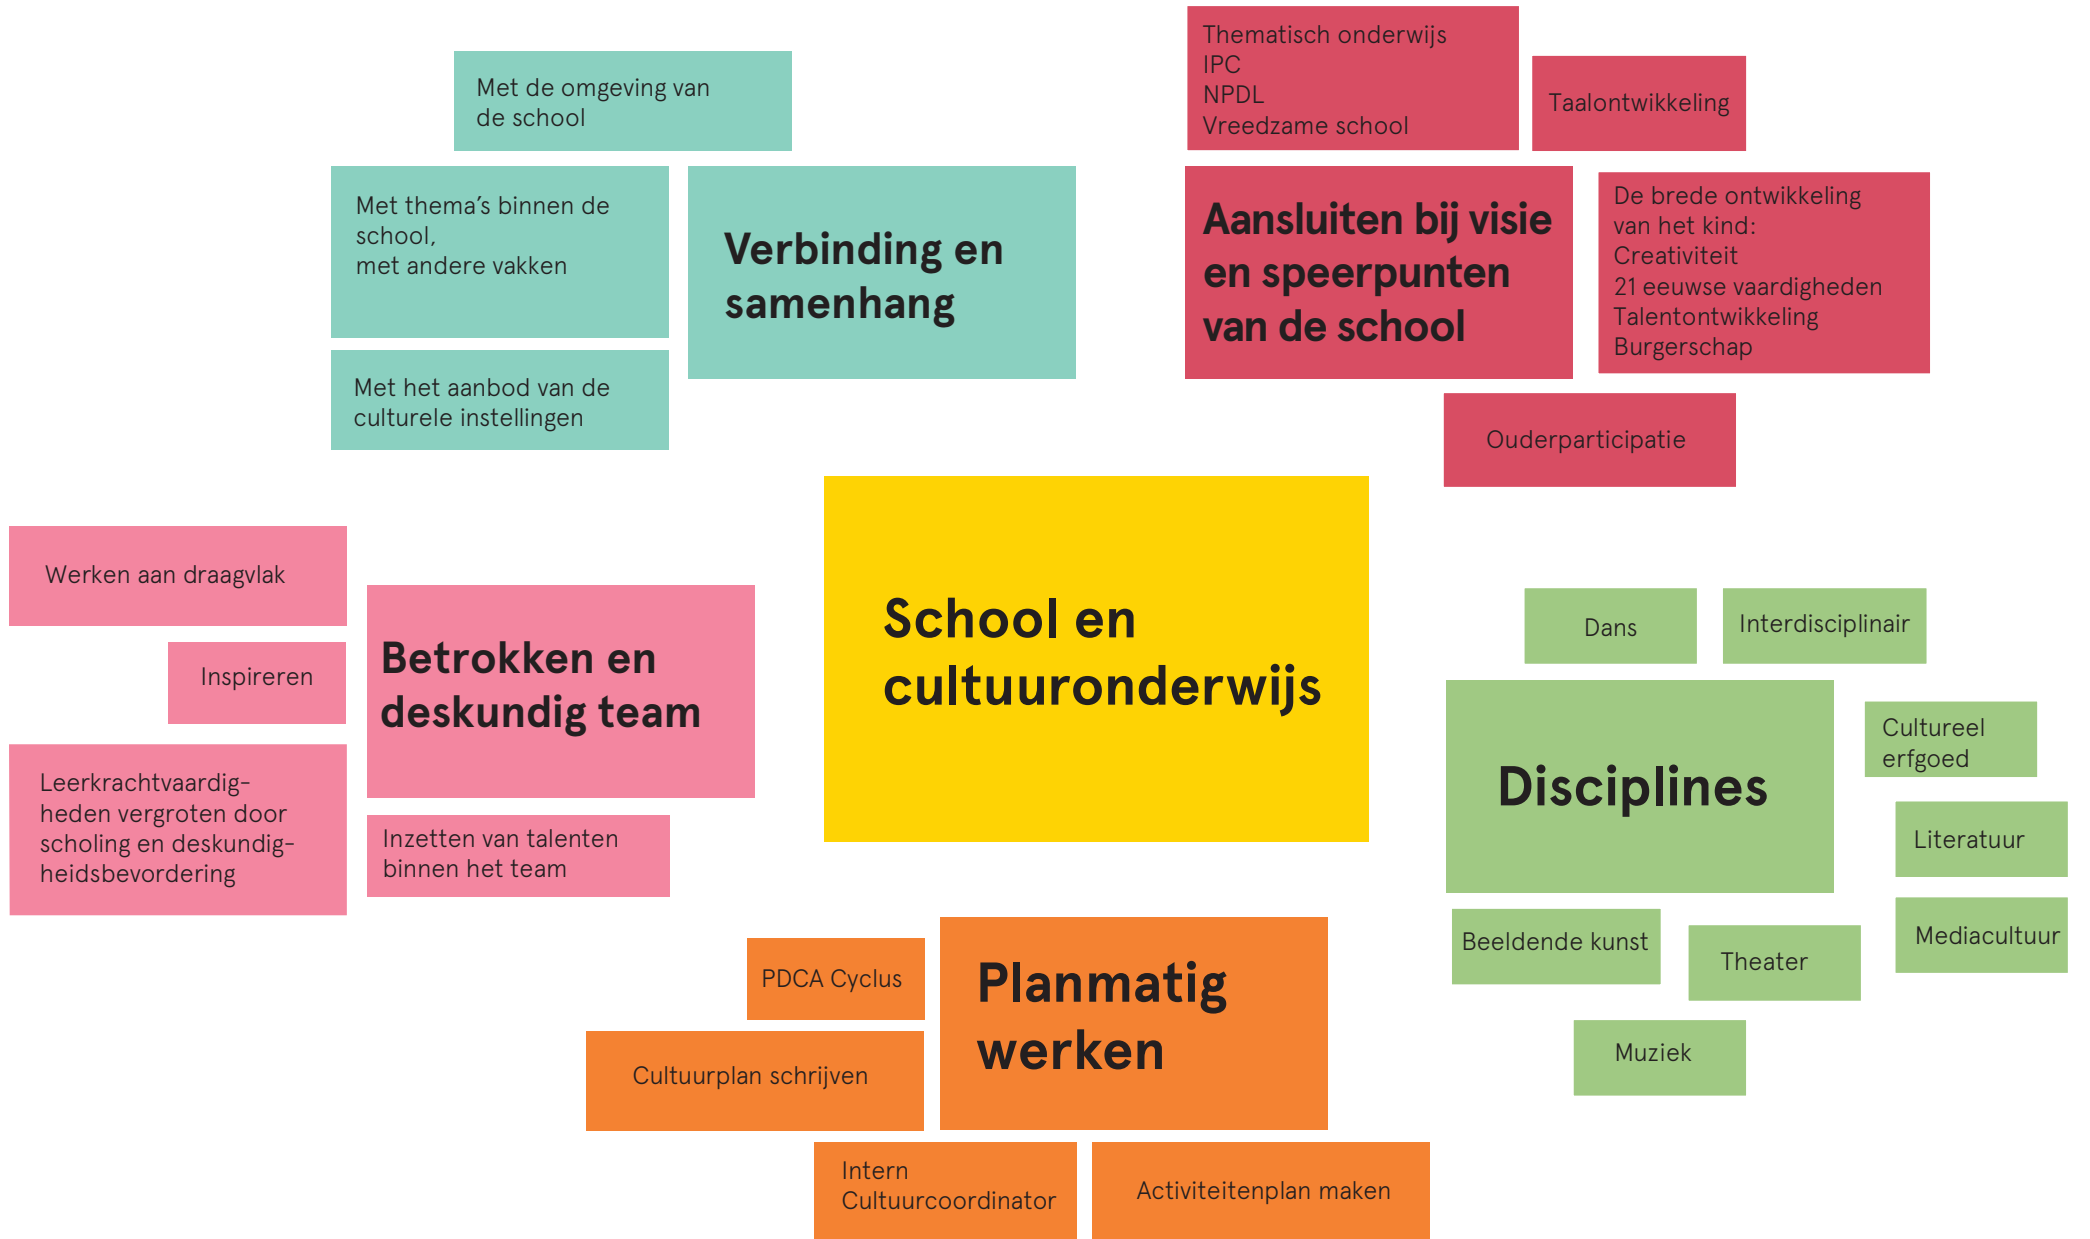 Met de omgeving van
de school
Met thema’s binnen de
school,
met andere vakken
Verbinding en
samenhang
Met het aanbod van de
culturele instellingen
Thematisch onderwijs
IPC
NPDL
Vreedzame school
Taalontwikkeling
Aansluiten bij visie
en speerpunten
van de school
De brede ontwikkeling
van het kind:
Creativiteit
21 eeuwse vaardigheden
Talentontwikkeling
Burgerschap
Ouderparticipatie
School en
cultuuronderwijs
Werken aan draagvlak
Inspireren
Betrokken en
deskundig team
Leerkrachtvaardig-
heden vergroten door
scholing en deskundig-
heidsbevordering
Inzetten van talenten
binnen het team
Dans
Interdisciplinair
Disciplines
Cultureel
erfgoed
Literatuur
Mediacultuur
Beeldende kunst
Theater
Muziek
PDCA Cyclus
Planmatig
werken
Cultuurplan schrijven
Intern
Cultuurcoordinator
Activiteitenplan maken